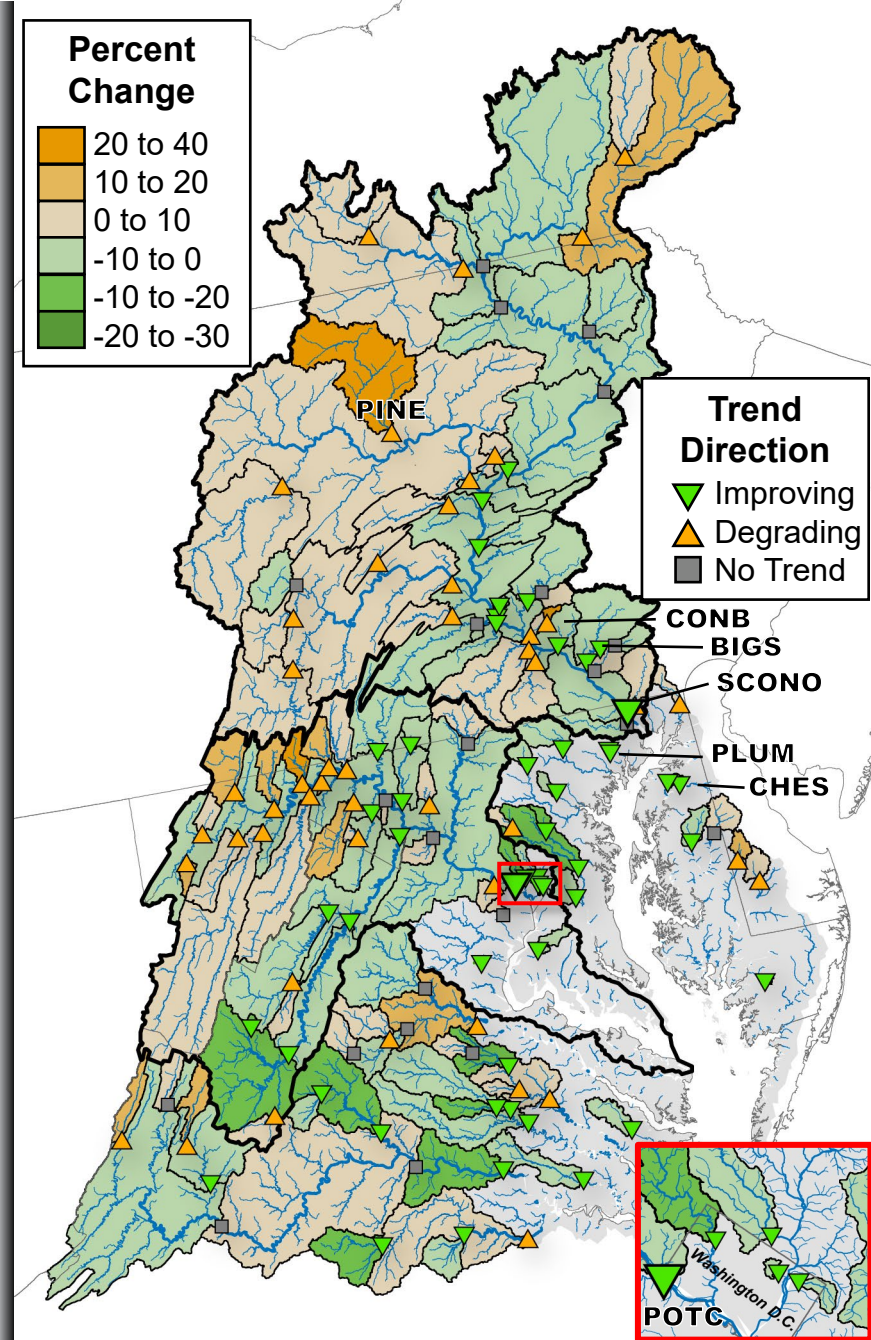 Percent
Change
20 to 40
10 to 20
0 to 10
-10 to 0
-10 to -20
-20 to -30
PINE
Trend
Direction
Improving
Degrading
No Trend
CONB
BIGS
SCONO
PLUM
CHES
Washington D.C.
POTC